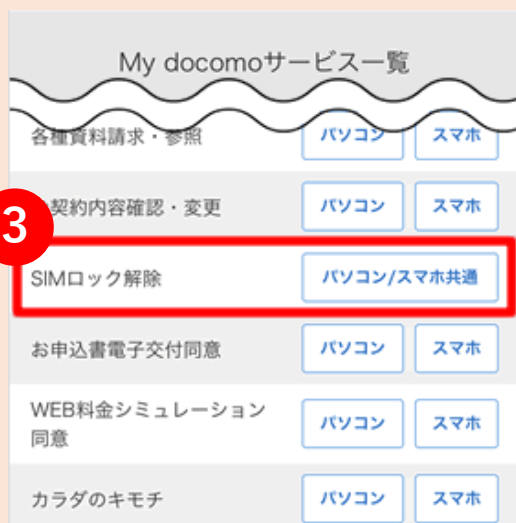 My docomoサービス一覧
各種資料請求・参照 パソコン スマホ
3
契約内容確認・変更 パソコン スマホ
SIMロック解除 パソコン/スマホ共通
お申込書電子交付同意 パソコン スマホ
WEB料金シミュレーション
同意 パソコン スマホ
カラダのキモチ パソコン スマホ